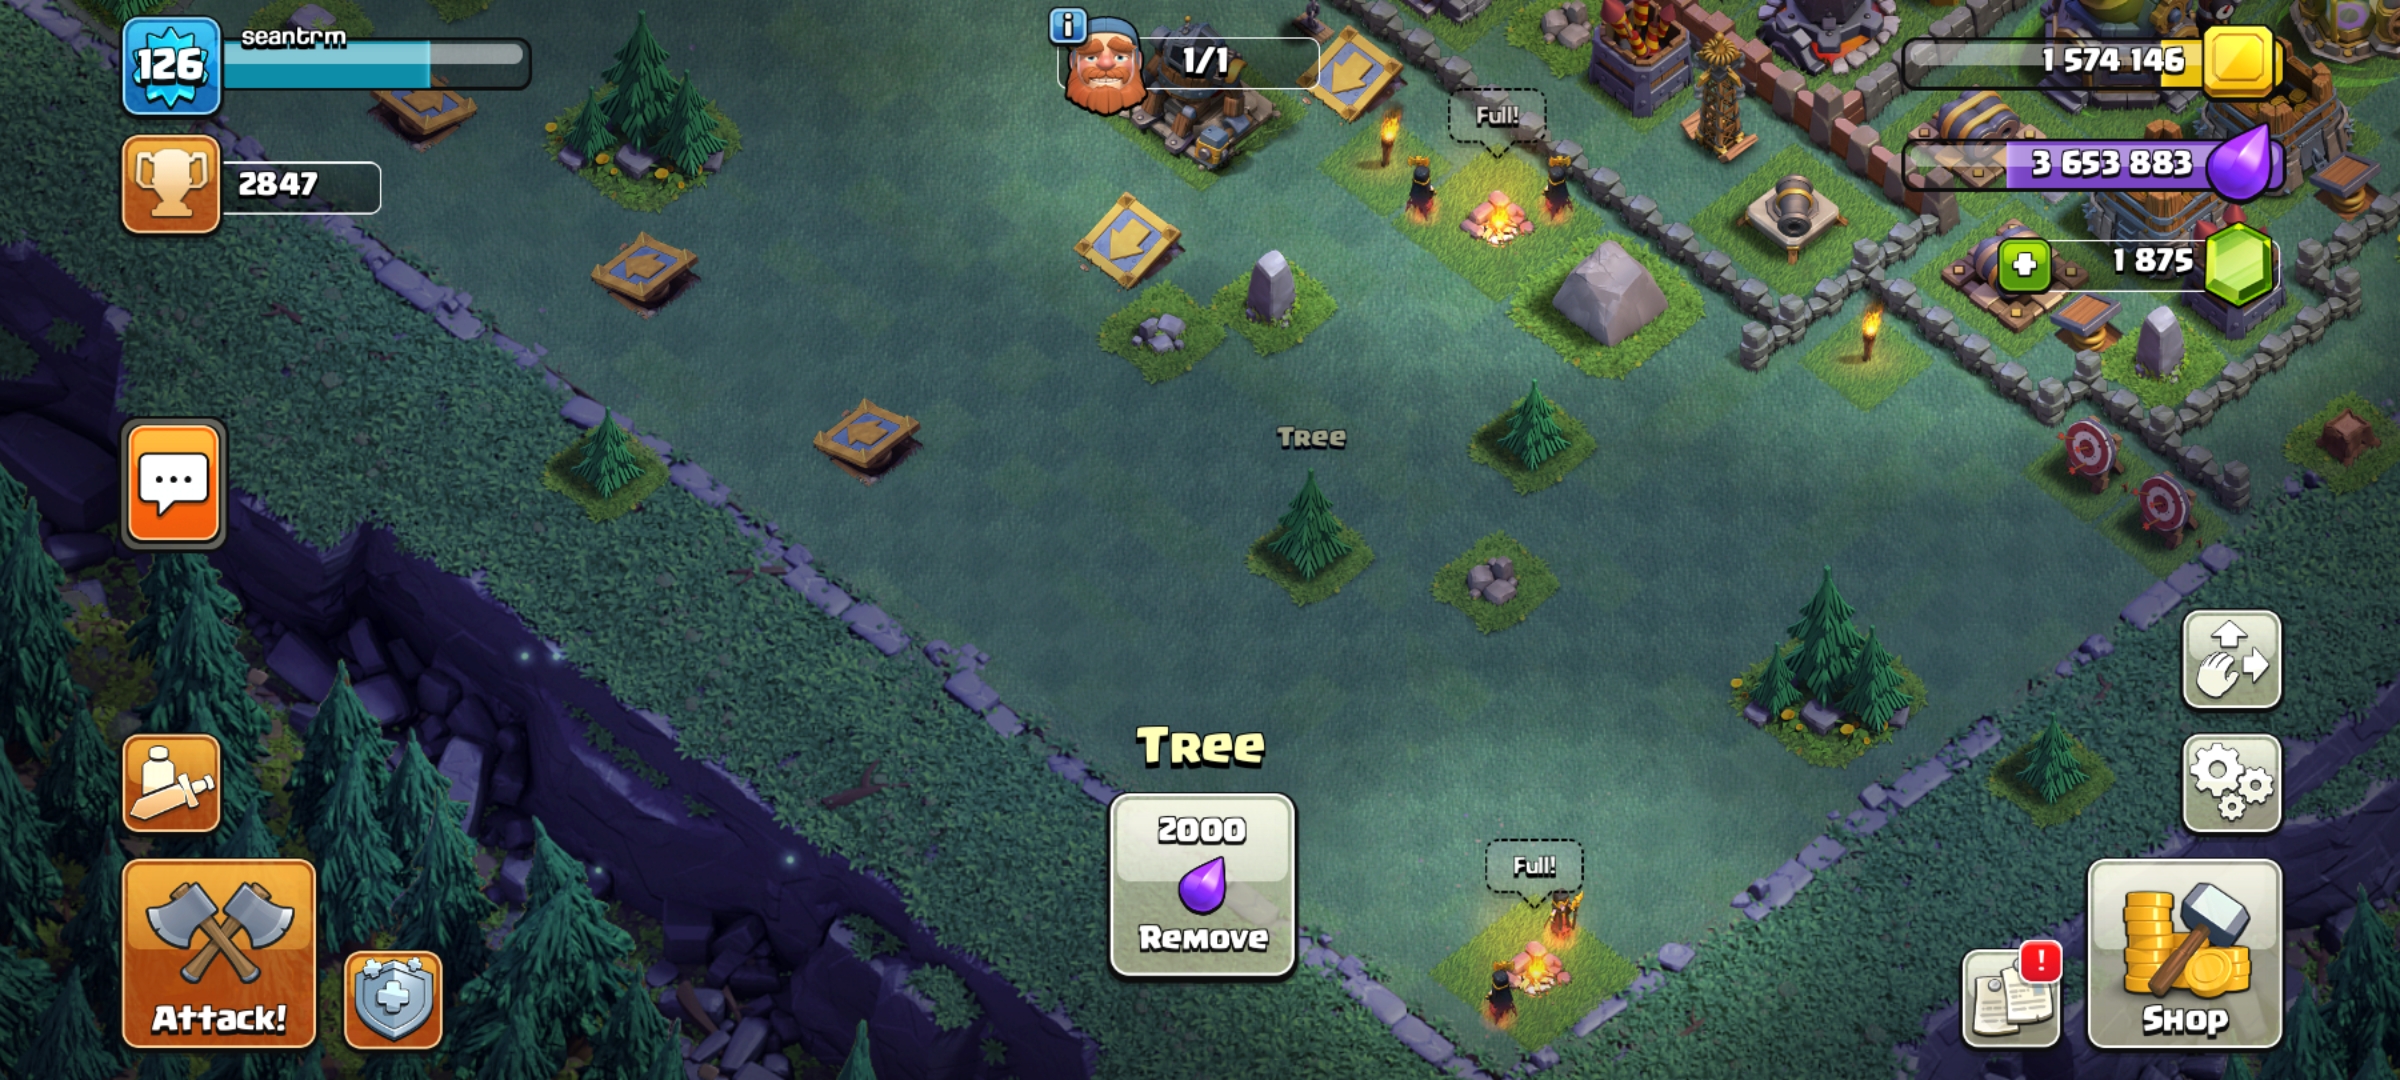 seantrm
126
1/1
1 574 146
Full!
2847
3 653 883
1 875
Tree
Tree
2000
Remove
Full!
Attack!
!
Shop